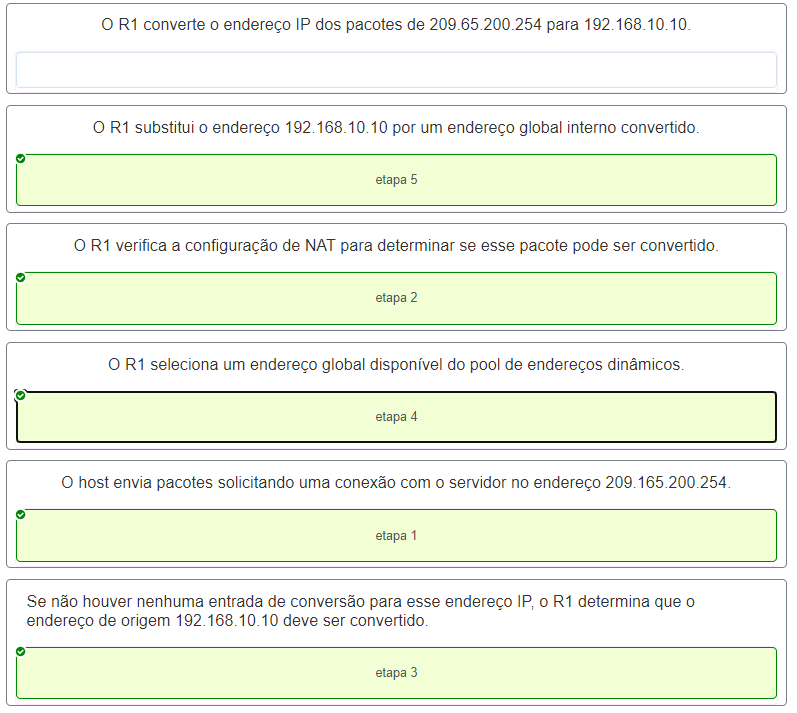 O R1 converte o endereço IP dos pacotes de 209.65.200.254 para 192.168.10.10.
O R1 substitui o endereço 192.168.10.10 por um endereço global interno convertido.
etapa 5
O R1 verifica a configuração de NAT para determinar se esse pacote pode ser convertido.
etapa 2
O R1 seleciona um endereço global disponível do pool de endereços dinâmicos.
etapa 4
O host envia pacotes solicitando uma conexão com o servidor no endereço 209.165.200.254.
etapa 1
Se não houver nenhuma entrada de conversão para esse endereço IP, o R1 determina que o
endereço de origem 192.168.10.10 deve ser convertido.
etapa 3